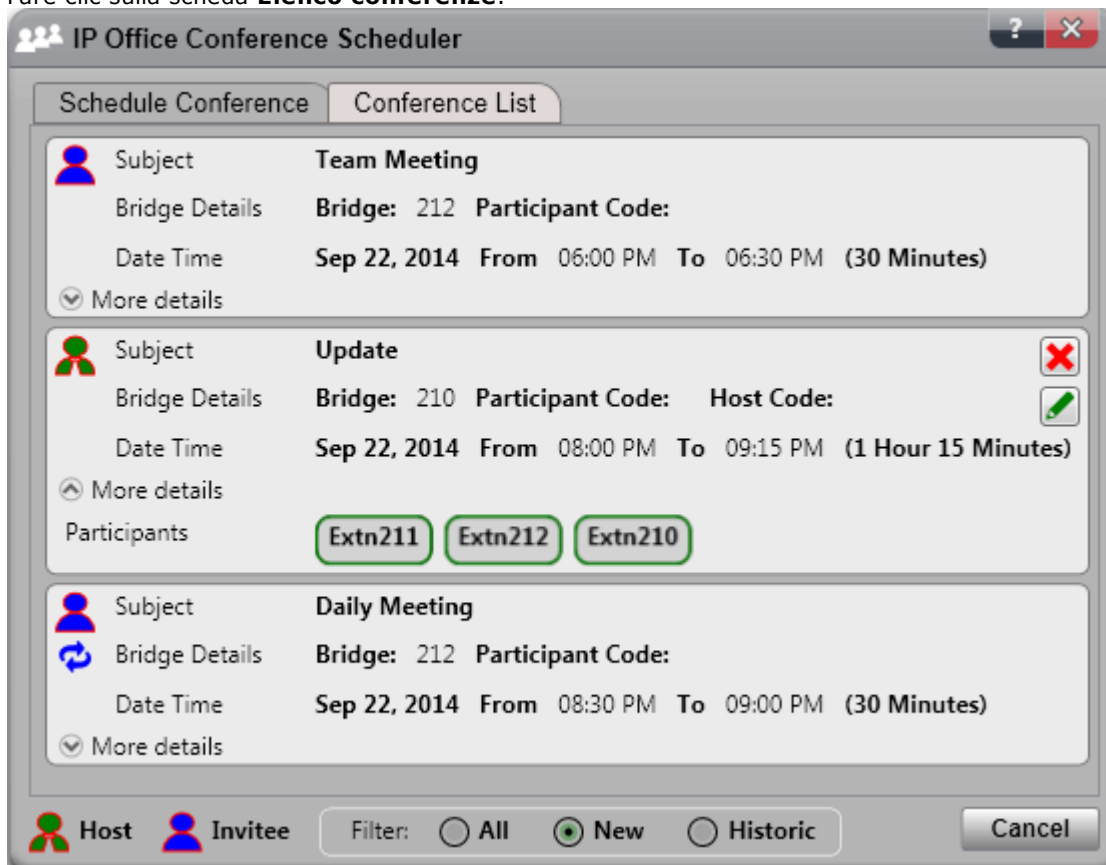 Fare clic sulla scheda Elenco conferenze.
IP Office Conference Scheduler
?
Schedule Conference Conference List
Subject Team Meeting
Bridge Details Bridge: 212 Participant Code:
Date Time Sep 22, 2014 From 06:00 PM To 06:30 PM (30 Minutes)
More details
Subject Update
Bridge Details Bridge: 210 Participant Code: Host Code:
Date Time Sep 22, 2014 From 08:00 PM To 09:15 PM (1 Hour 15 Minutes)
More details
Participants Extn211 Extn212 Extn210
Subject Daily Meeting
Bridge Details Bridge: 212 Participant Code:
Date Time Sep 22, 2014 From 08:30 PM To 09:00 PM (30 Minutes)
More details
Host Invitee Filter: All New Historic Cancel